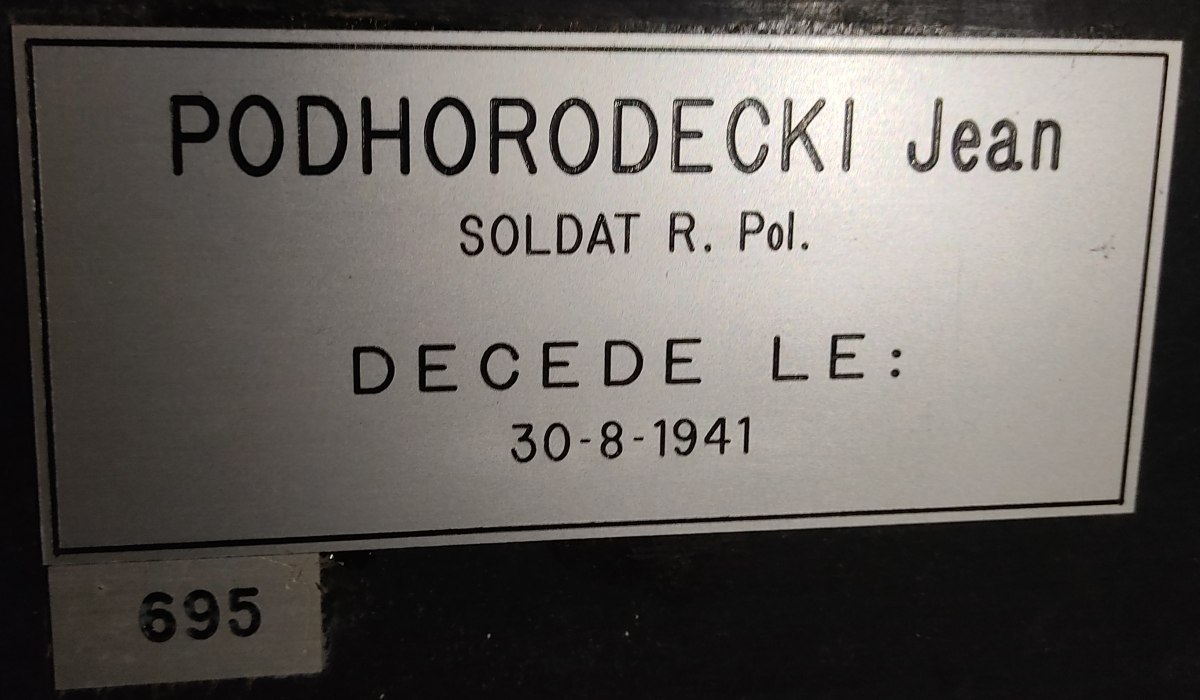 PODHORODECKI Jean
SOLDAT R. Pol.
DECEDE LE:
30-8-1941
695